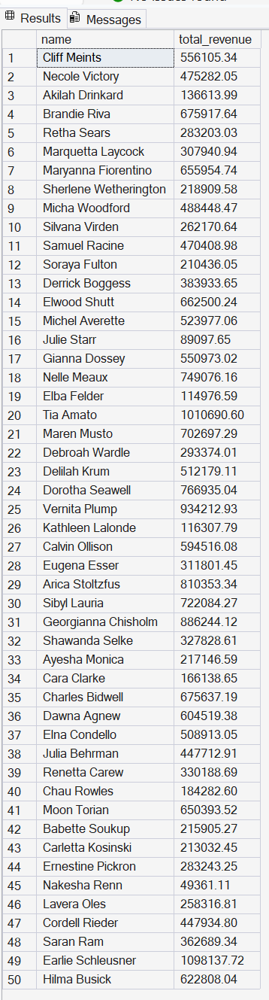 Results Messages
name total_revenue
1 Cliff Meints 556105.34
2 Necole Victory 475282.05
3 Akilah Drinkard 136613.99
4 Brandie Riva 675917.64
5 Retha Sears 283203.03
6 Marquetta Laycock 307940.94
7 Maryanna Fiorentino 655954.74
8 Sherlene Wetherington 218909.58
9 Micha Woodford 488448.47
10 Silvana Virden 262170.64
11 Samuel Racine 470408.98
12 Soraya Fulton 210436.05
13 Derrick Boggess 383933.65
14 Elwood Shutt 662500.24
15 Michel Averette 523977.06
16 Julie Starr 89097.65
17 Gianna Dossey 550973.02
18 Nelle Meaux 749076.16
19 Elba Felder 114976.59
20 Tia Amato 1010690.60
21 Maren Musto 702697.29
22 Debroah Wardle 293374.01
23 Delilah Krum 512179.11
24 Dorotha Seawell 766935.04
25 Vernita Plump 934212.93
26 Kathleen Lalonde 116307.79
27 Calvin Ollison 594516.08
28 Eugena Esser 311801.45
29 Arica Stoltzfus 810353.34
30 Sibyl Lauria 722084.27
31 Georgianna Chisholm 886244.12
32 Shawanda Selke 327828.61
33 Ayesha Monica 217146.59
34 Cara Clarke 166138.65
35 Charles Bidwell 675637.19
36 Dawna Agnew 604519.38
37 Elna Condello 508913.05
38 Julia Behrman 447712.91
39 Renetta Carew 330188.69
40 Chau Rowles 184282.60
41 Moon Torian 650393.52
42 Babette Soukup 215905.27
43 Carletta Kosinski 213032.45
44 Ernestine Pickron 283243.25
45 Nakesha Renn 49361.11
46 Lavera Oles 258316.81
47 Cordell Rieder 447934.80
48 Saran Ram 362689.34
49 Earlie Schleusner 1098137.72
50 Hilma Busick 622808.04